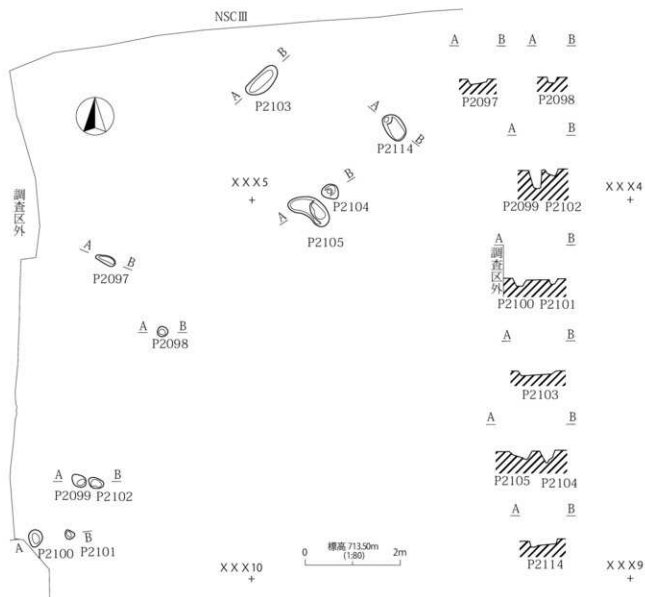 NSCⅢ
A B A B
P2097 P2098
A B
P2103
A B
P2114
A B
P2099 P2102
XXX5
XXX4
B
P2104
A
P2105
調査区外
A B
P2097
A B
調査区外
P2100 P2101
A B
P2098
A B
P2103
A B
P2105 P2104
A B
P2099 P2102
A B
P2100 P2101
標高 713.50m
0 (1:80) 2m
A B
P2114
XXX10
XXX9